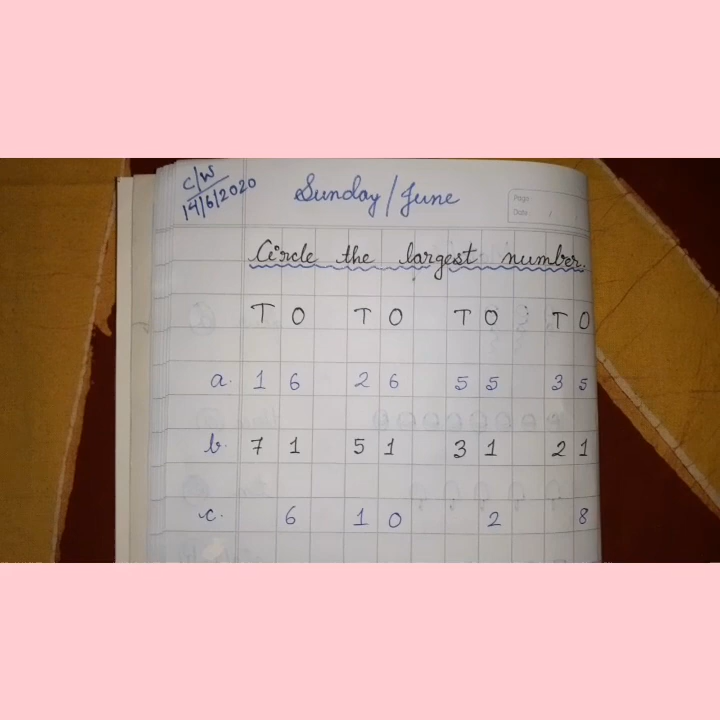 C/W
14/6/2020
Sunday/June
Page
Date / /
Circle the largest number.
T O T O T O T O
a. 1 6 2 6 5 5 3 5
b. 7 1 5 1 3 1 2 1
c. 6 1 0 2 8